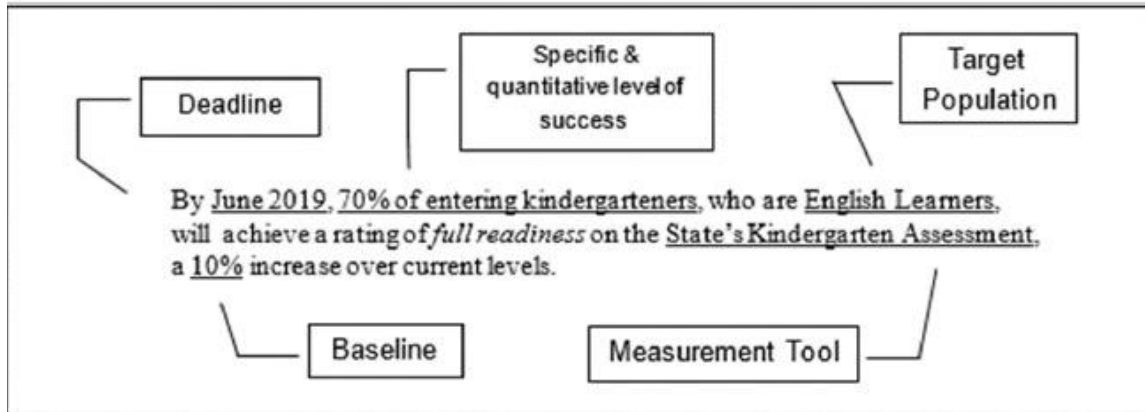 Deadline
Specific &
quantitative level of
success
Target
Population
By June 2019, 70% of entering kindergarteners, who are English Learners,
will achieve a rating of full readiness on the State's Kindergarten Assessment,
a 10% increase over current levels.
Baseline
Measurement Tool